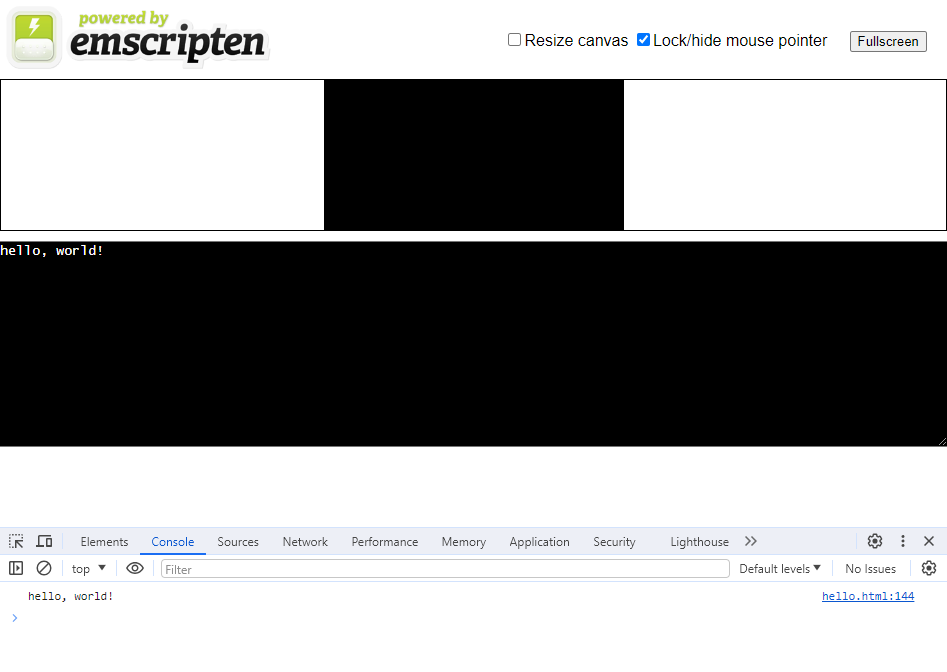 powered by
emscripten
Resize canvas Lock/hide mouse pointer Fullscreen
hello, world!
Elements Console Sources Network Performance Memory Application Security Lighthouse
top Filter Default levels No Issues
hello, world! hello.html:144